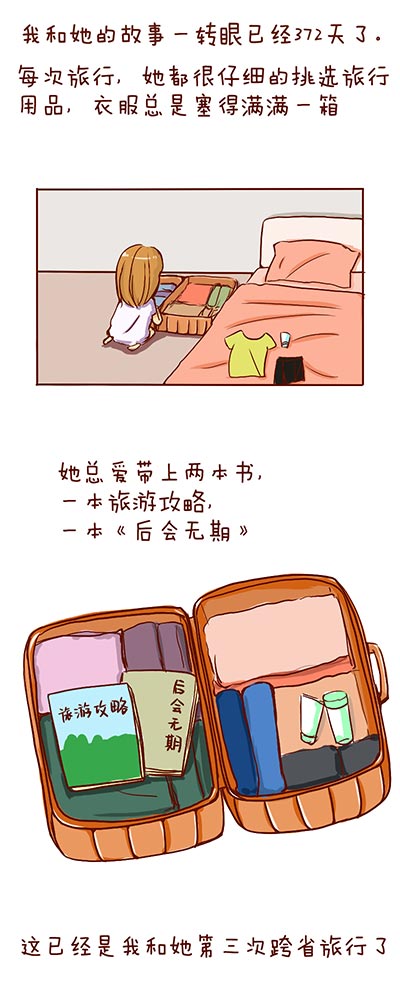 我和她的故事一转眼已经372天了.
每次旅行,她都很仔细的挑选旅行
用品,衣服总是塞得满满一箱
她总爱带上两本书,
一本旅游攻略,
一本《后会无期》
旅游攻略
后会无期
这已经是我和她第三次跨省旅行了